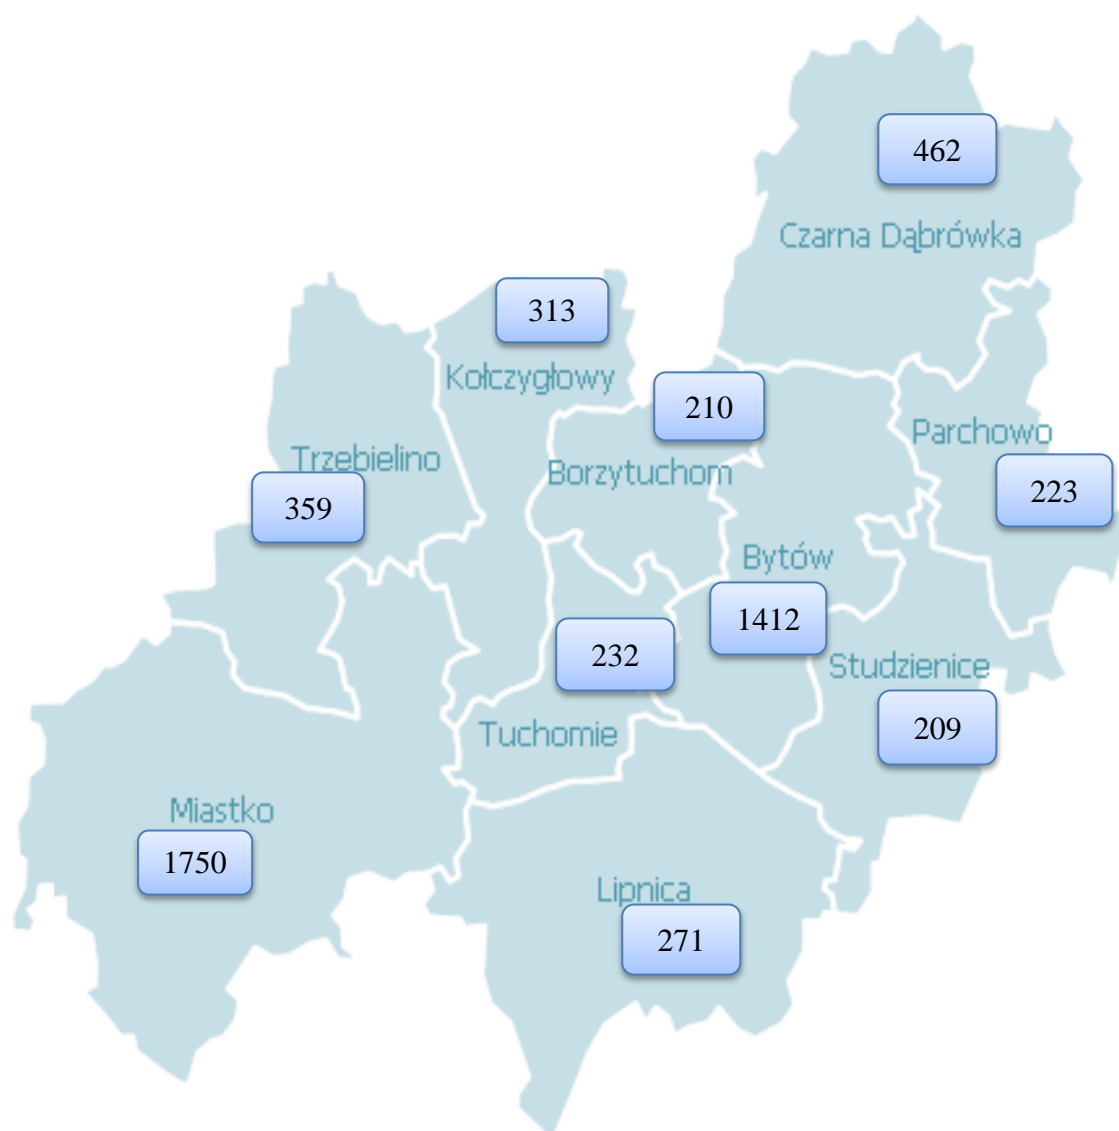 462
Czarna Dąbrówka
313
Kołczygłowy
210
Parchowo
Trzebielino
Borzytuchom
223
359
Bytów
1412
232
Studzienice
209
Tuchomie
Miastko
1750
Lipnica
271